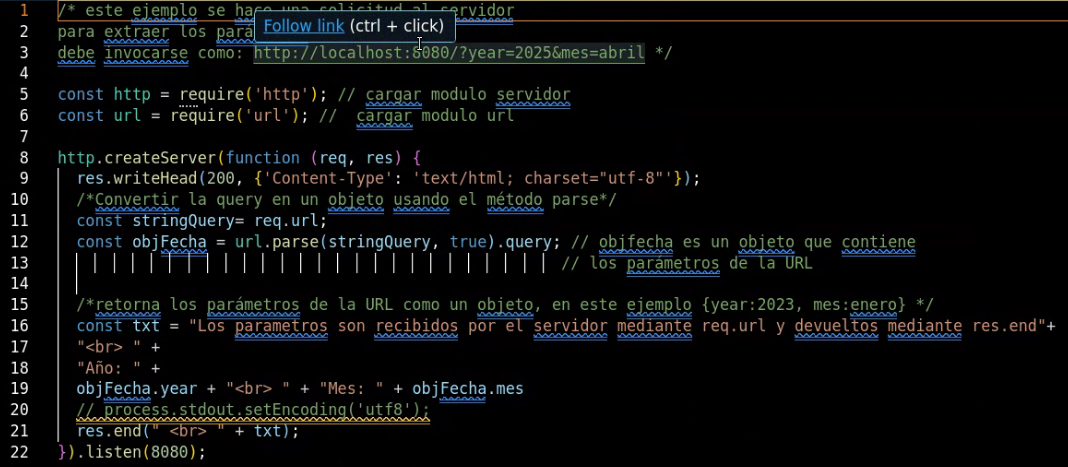 1 /* este ejemplo se hace una solicitud al servidor
Follow link (ctrl + click)
2 para extraer los pará
3 debe invocarse como: http://localhost:8080/?year=2025&mes=abril */
4
5 const http = require('http'); // cargar modulo servidor
6 const url = require('url'); //  cargar modulo url
7
8 http.createServer(function (req, res) {
9   res.writeHead(200, {'Content-Type': 'text/html; charset="utf-8"'});
10   /*Convertir la query en un objeto usando el método parse*/
11   const stringQuery= req.url;
12   const objFecha = url.parse(stringQuery, true).query; // objfecha es un objeto que contiene
13   // los parámetros de la URL
14
15   /*retorna los parámetros de la URL como un objeto, en este ejemplo {year:2023, mes:enero} */
16   const txt = "Los parametros son recibidos por el servidor mediante req.url y devueltos mediante res.end"+
17   "<br> " +
18   "Año: " +
19   objFecha.year + "<br> " + "Mes: " + objFecha.mes
20   // process.stdout.setEncoding('utf8');
21   res.end(" <br> " + txt);
22 }).listen(8080);